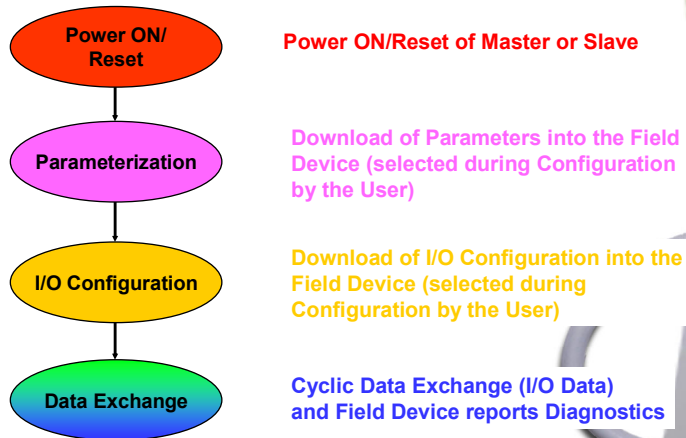 Power ON/
Reset
Power ON/Reset of Master or Slave
Parameterization
Download of Parameters into the Field
Device (selected during Configuration
by the User)
I/O Configuration
Download of I/O Configuration into the
Field Device (selected during
Configuration by the User)
Data Exchange
Cyclic Data Exchange (I/O Data)
and Field Device reports Diagnostics